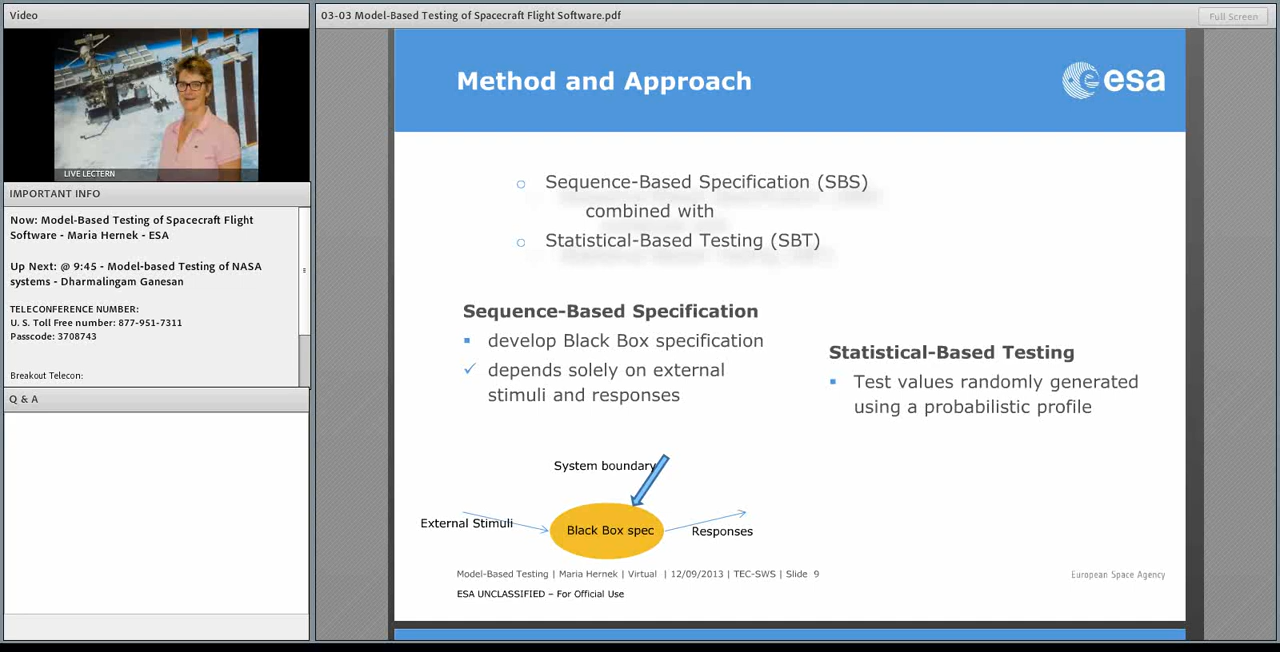 Video
LIVE LECTERN
IMPORTANT INFO
Now: Model-Based Testing of Spacecraft Flight
Software - Maria Hernek - ESA
Up Next: @ 9:45 - Model-based Testing of NASA
systems - Dharmalingam Ganesan
TELECONFERENCE NUMBER:
U. S. Toll Free number: 877-951-7311
Passcode: 3708743
Breakout Telecon:
Q & A
03-03 Model-Based Testing of Spacecraft Flight Software.pdf
Full Screen
Method and Approach
esa
Sequence-Based Specification (SBS)
combined with
Statistical-Based Testing (SBT)
Sequence-Based Specification
develop Black Box specification
depends solely on external
stimuli and responses
Statistical-Based Testing
Test values randomly generated
using a probabilistic profile
System boundary
External Stimuli
Black Box spec
Responses
Model-Based Testing | Maria Hernek | Virtual | 12/09/2013 | TEC-SWS | Slide 9
European Space Agency
ESA UNCLASSIFIED – For Official Use